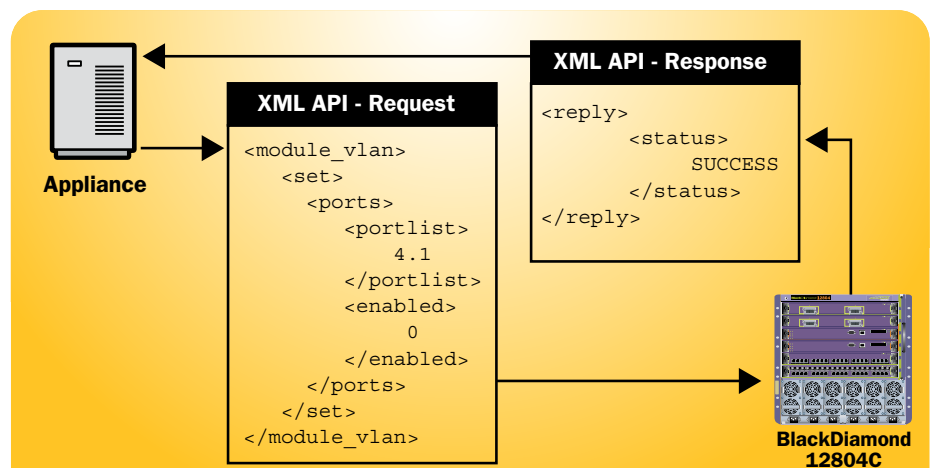 Appliance
XML API - Request
<module_vlan>
<set>
<ports>
<portlist>
4.1
</portlist>
<enabled>
0
</enabled>
</ports>
</set>
</module_vlan>
XML API - Response
<reply>
<status>
SUCCESS
</status>
</reply>
BlackDiamond
12804C